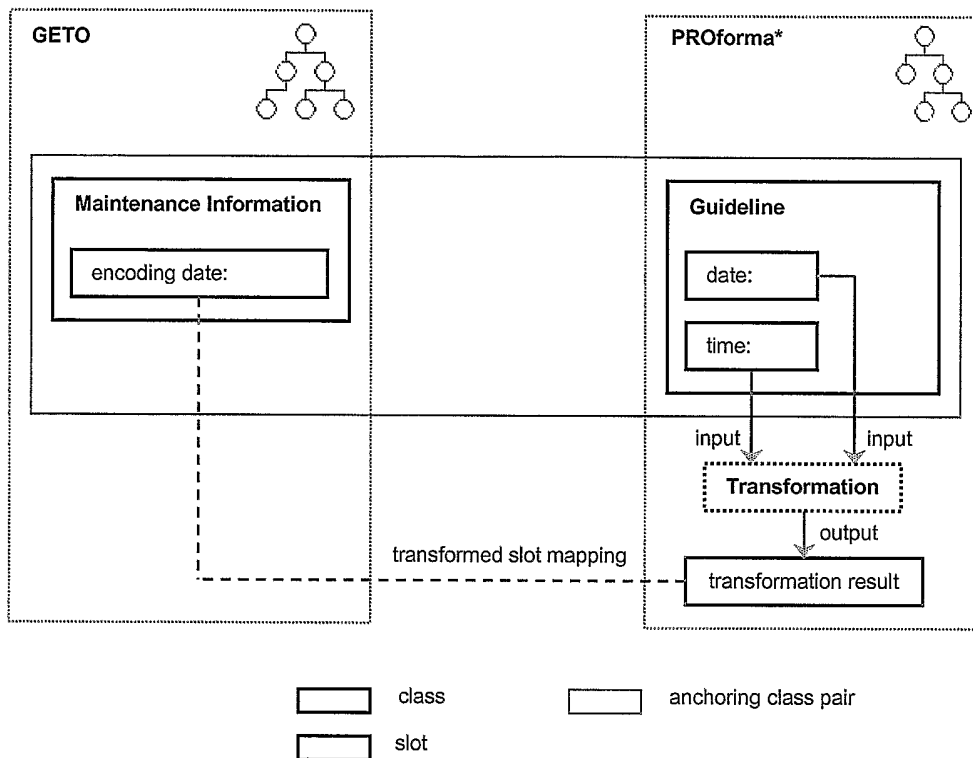 GETO
PROforma*
Maintenance Information
encoding date:
Guideline
date:
time:
input
input
Transformation
output
transformed slot mapping
transformation result
class
anchoring class pair
slot